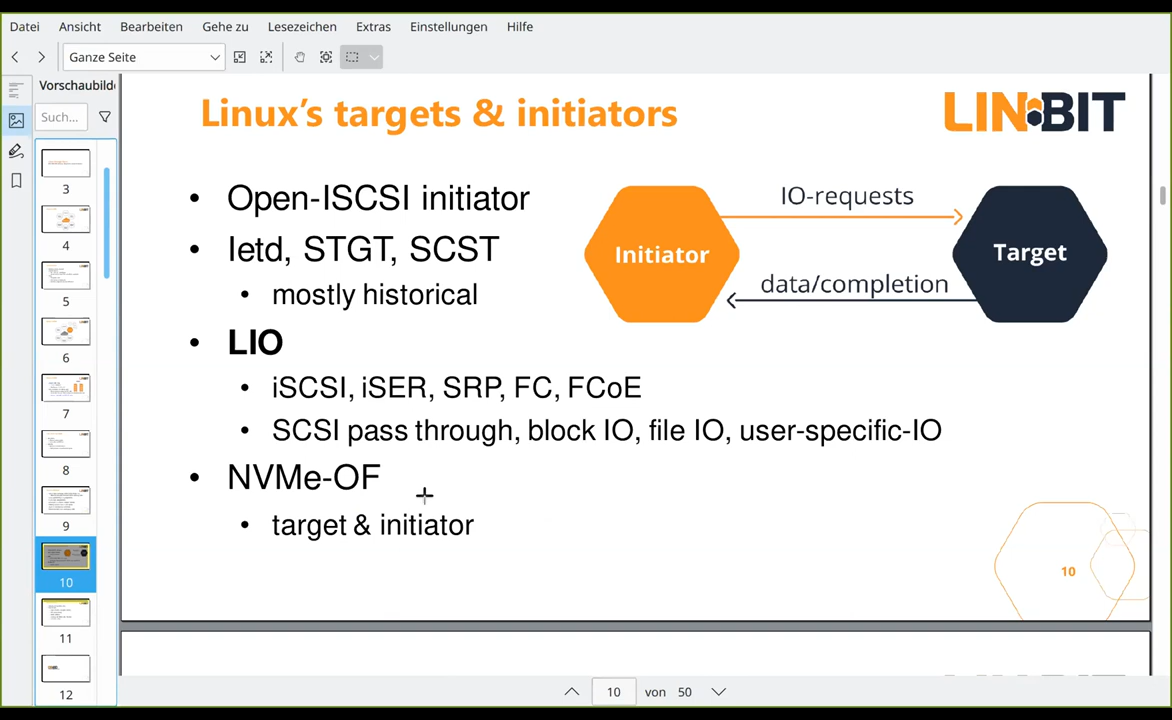 Datei Ansicht Bearbeiten Gehe zu Lesezeichen Extras Einstellungen Hilfe
Ganze Seite
Vorschaubild
Such...
3
4
5
6
7
8
9
10
11
12
Linux's targets & initiators
LINBIT
• Open-ISCSI initiator
• Ietd, STGT, SCST
• mostly historical
• LIO
• iSCSI, iSER, SRP, FC, FCoE
• SCSI pass through, block IO, file IO, user-specific-IO
• NVMe-OF
• target & initiator
IO-requests
Initiator
Target
data/completion
10
10 von 50